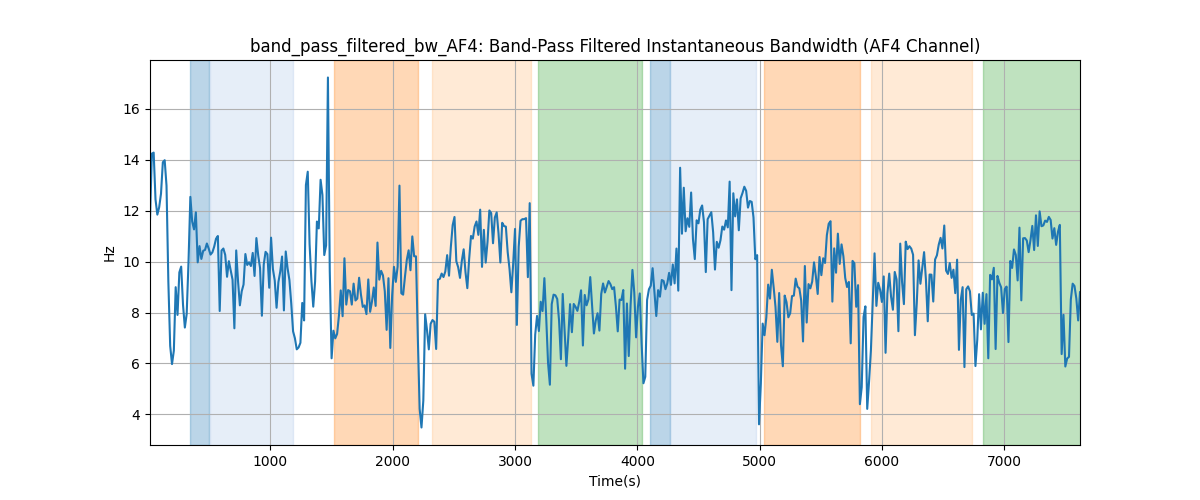 band_pass_filtered_bw_AF4: Band-Pass Filtered Instantaneous Bandwidth (AF4 Channel)
16
14
12
10
8
6
4
Hz
1000 2000 3000 4000 5000 6000 7000
Time(s)